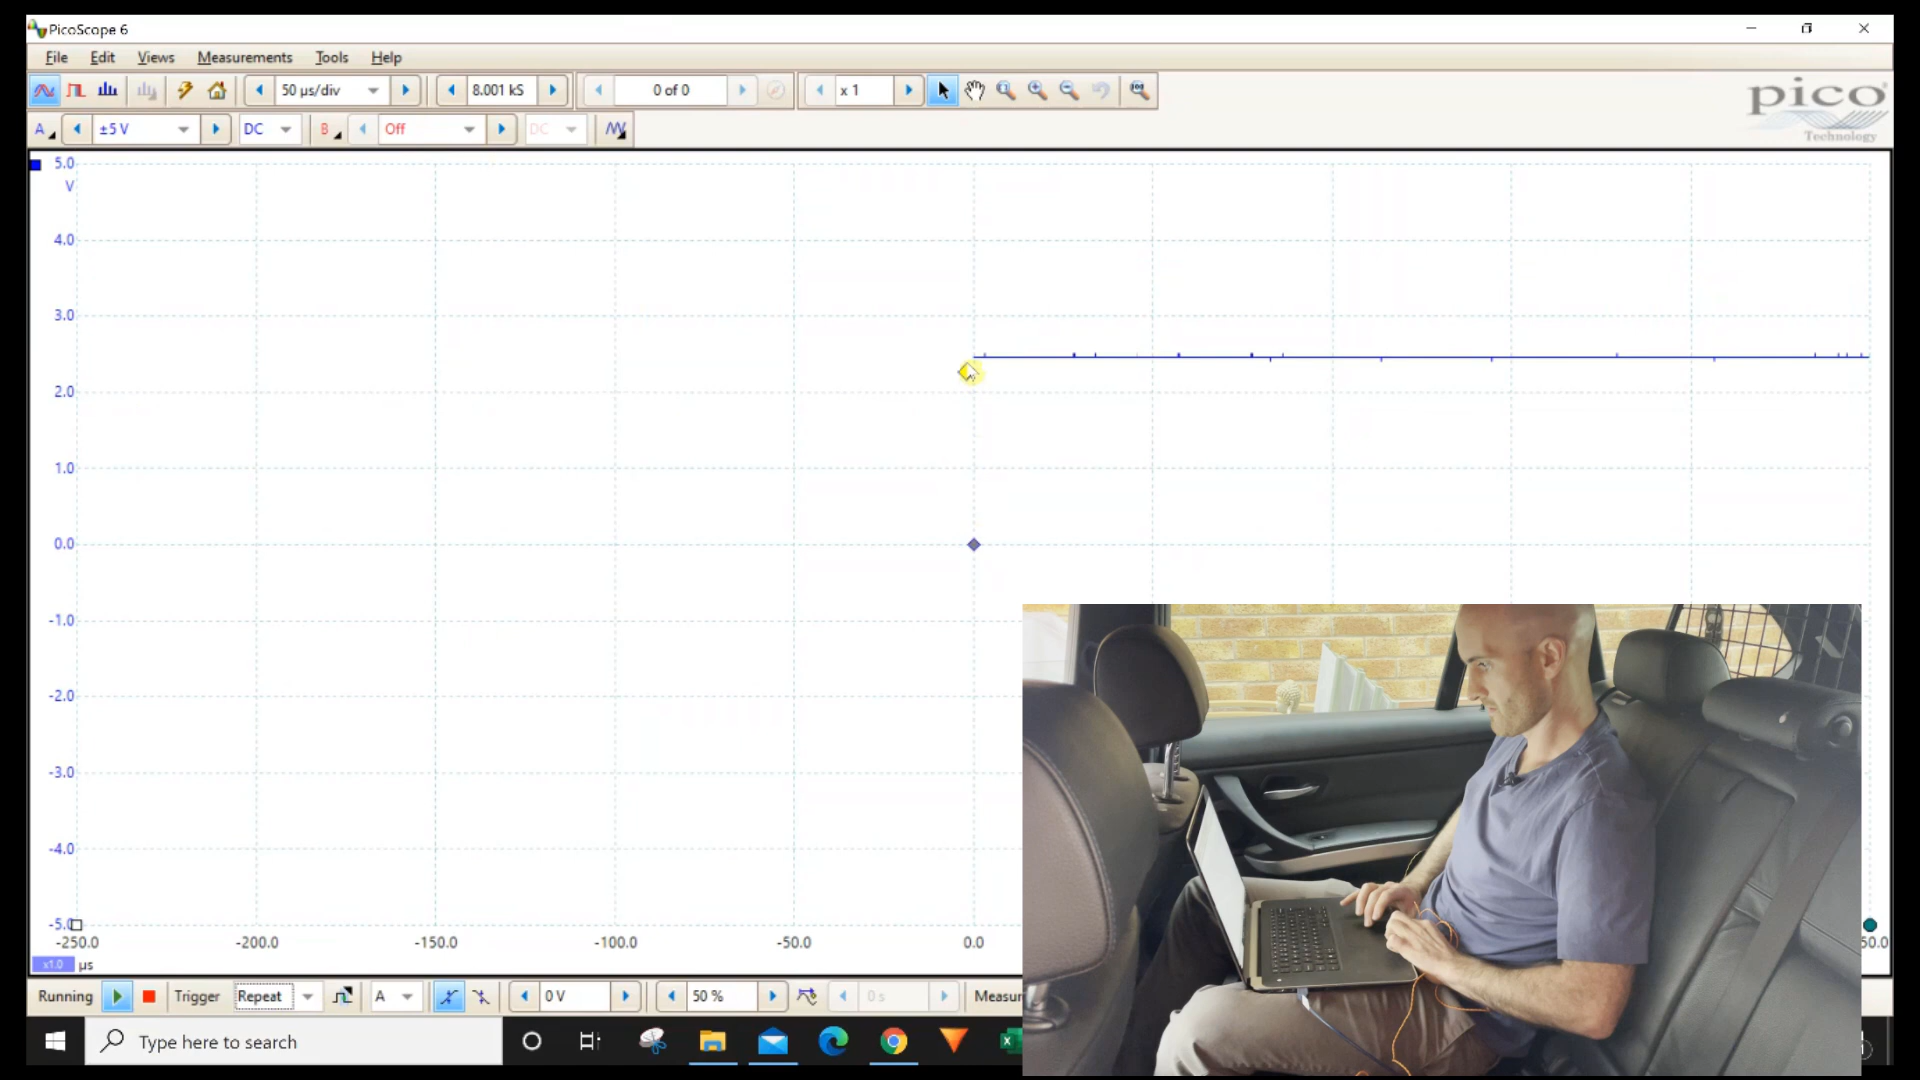 PicoScope 6
File Edit Views Measurements Tools Help
50 µs/div 8.001 kS 0 of 0 x 1
pico
Technology
A ±5 V DC B Off DC
5.0
V
4.0
3.0
2.0
1.0
0.0
-1.0
-2.0
-3.0
-4.0
-5.0
-250.0 -200.0 -150.0 -100.0 -50.0 0.0 50.0
x1.0 µs
Running Trigger Repeat A 0 V 50 % 0 s Measur
Type here to search